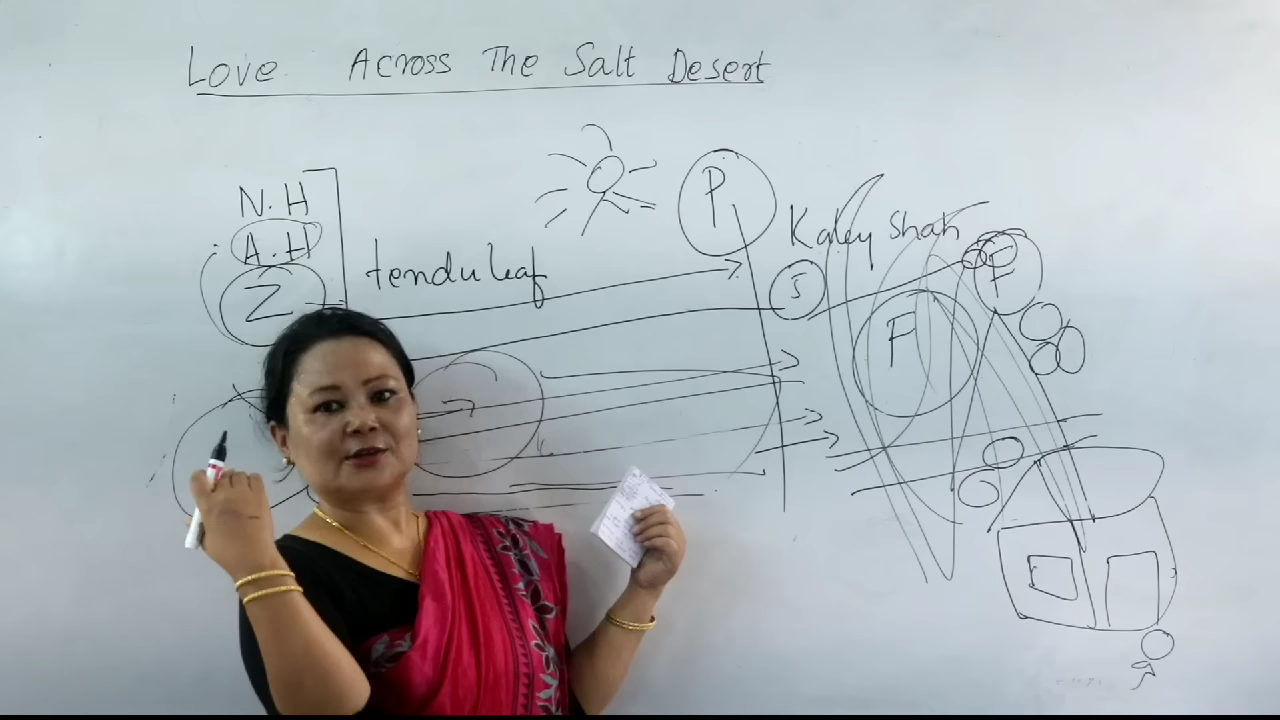 Love Across The Salt Desert
N.H
A.H
Z
tendu leaf
P
Kaley Shah
S
F
F